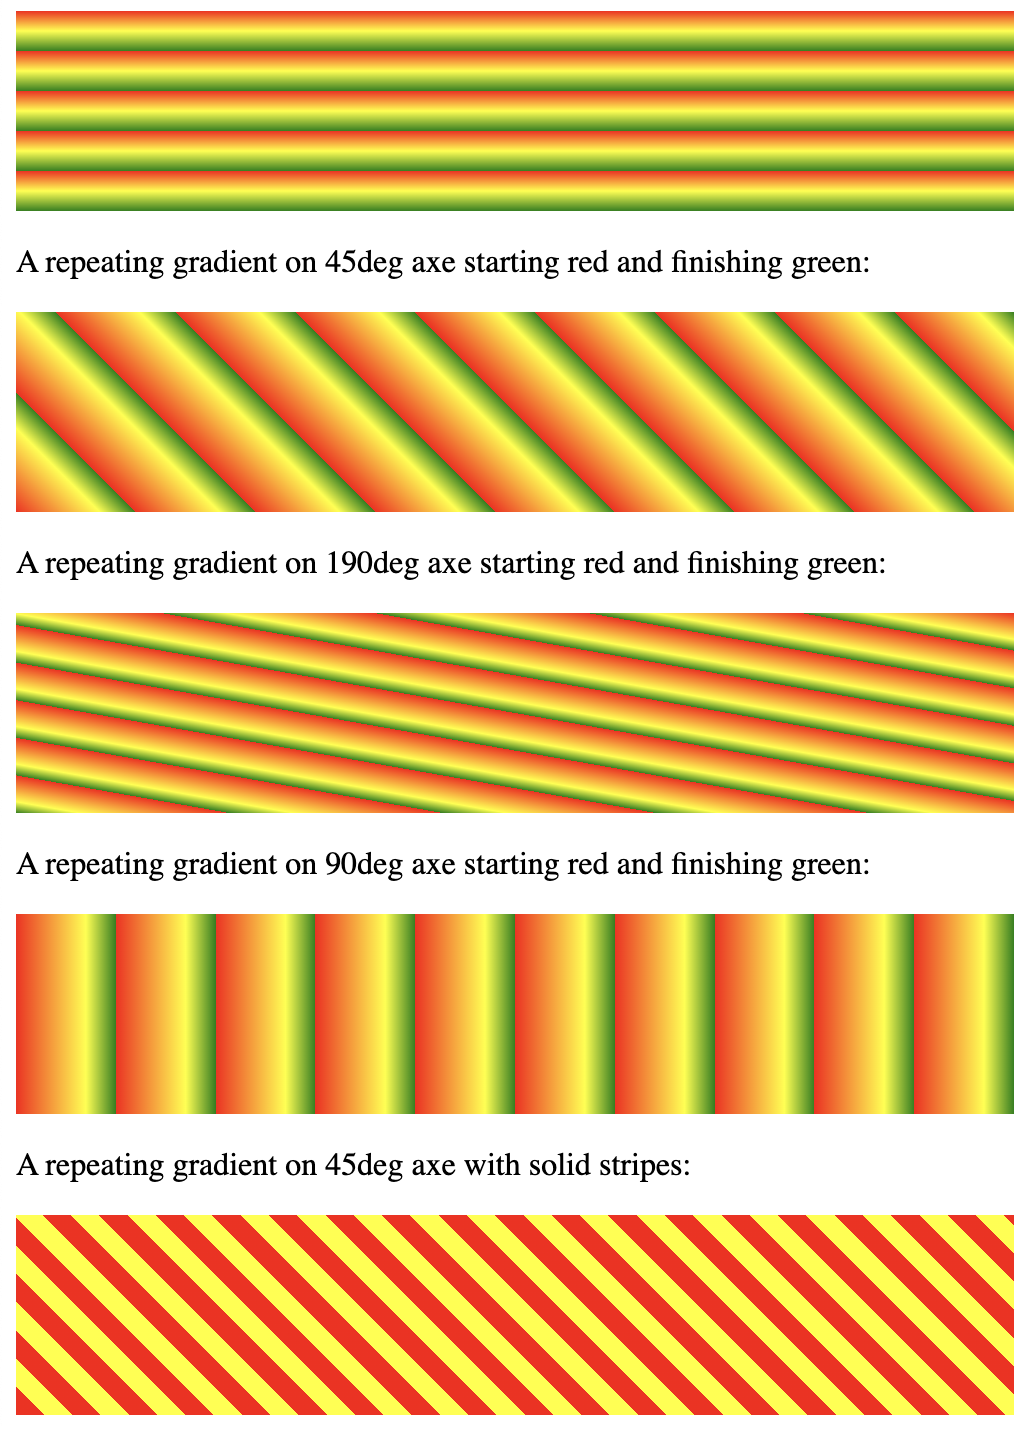 A repeating gradient on 45deg axe starting red and finishing green:
A repeating gradient on 190deg axe starting red and finishing green:
A repeating gradient on 90deg axe starting red and finishing green:
A repeating gradient on 45deg axe with solid stripes: